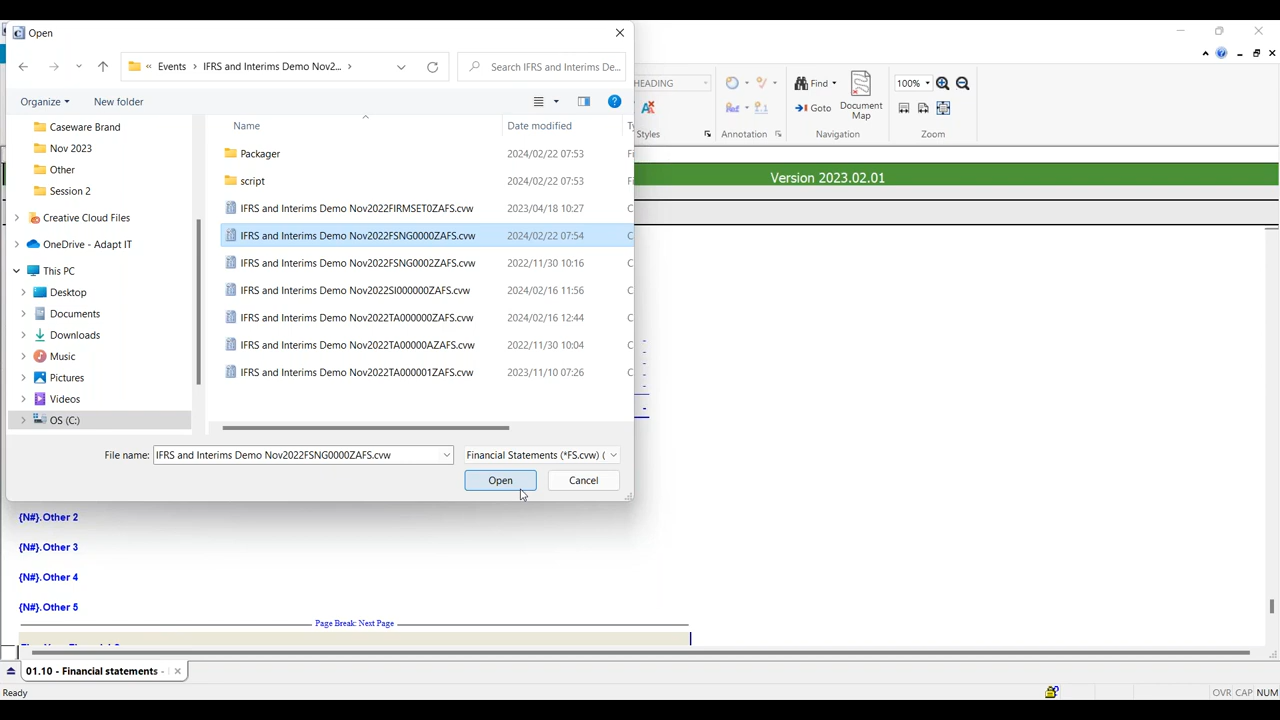 Open
« Events › IFRS and Interims Demo Nov2... ›
Search IFRS and Interims De...
Organize
New folder
Caseware Brand
Nov 2023
Other
Session 2
Creative Cloud Files
OneDrive - Adapt IT
This PC
Desktop
Documents
Downloads
Music
Pictures
Videos
OS (C:)
Name Date modified
Packager 2024/02/22 07:53
script 2024/02/22 07:53
IFRS and Interims Demo Nov2022FIRMSET0ZAFS.cvw 2023/04/18 10:27
IFRS and Interims Demo Nov2022FSNG0000ZAFS.cvw 2024/02/22 07:54
IFRS and Interims Demo Nov2022FSNG0002ZAFS.cvw 2022/11/30 10:16
IFRS and Interims Demo Nov2022SI000000ZAFS.cvw 2024/02/16 11:56
IFRS and Interims Demo Nov2022TA000000ZAFS.cvw 2024/02/16 12:44
IFRS and Interims Demo Nov2022TA00000AZAFS.cvw 2022/11/30 10:04
IFRS and Interims Demo Nov2022TA000001ZAFS.cvw 2023/11/10 07:26
File name: IFRS and Interims Demo Nov2022FSNG0000ZAFS.cvw
Financial Statements (*FS.cvw) (
Open Cancel
HEADING
Styles
Annotation
Find
Goto
Document
Map
Navigation
100%
Zoom
Version 2023.02.01
{N#}.Other 2
{N#}.Other 3
{N#}.Other 4
{N#}.Other 5
Page Break: Next Page
01.10 - Financial statements -
Ready
OVR CAP NUM